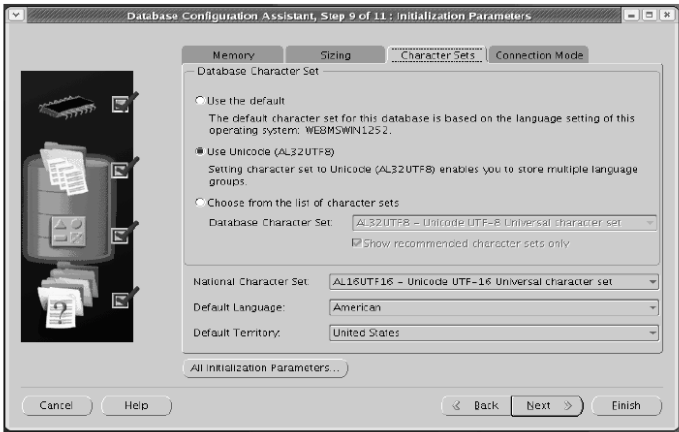 Database Configuration Assistant, Step 9 of 11 : Initialization Parameters
Memory
Sizing
Character Sets
Connection Mode
Database Character Set
Use the default
The default character set for this database is based on the language setting of this
operating system: WE8MSWIN1252.
Use Unicode (AL32UTF8)
Setting character set to Unicode (AL32UTF8) enables you to store multiple language
groups.
Choose from the list of character sets
Database Character Set: AL32UTF8 - Unicode UTF-8 Universal character set
Show recommended character sets only
National Character Set: AL16UTF16 - Unicode UTF-16 Universal character set
Default Language: American
Default Territory: United States
All Initialization Parameters...
Cancel
Help
Back
Next
Finish